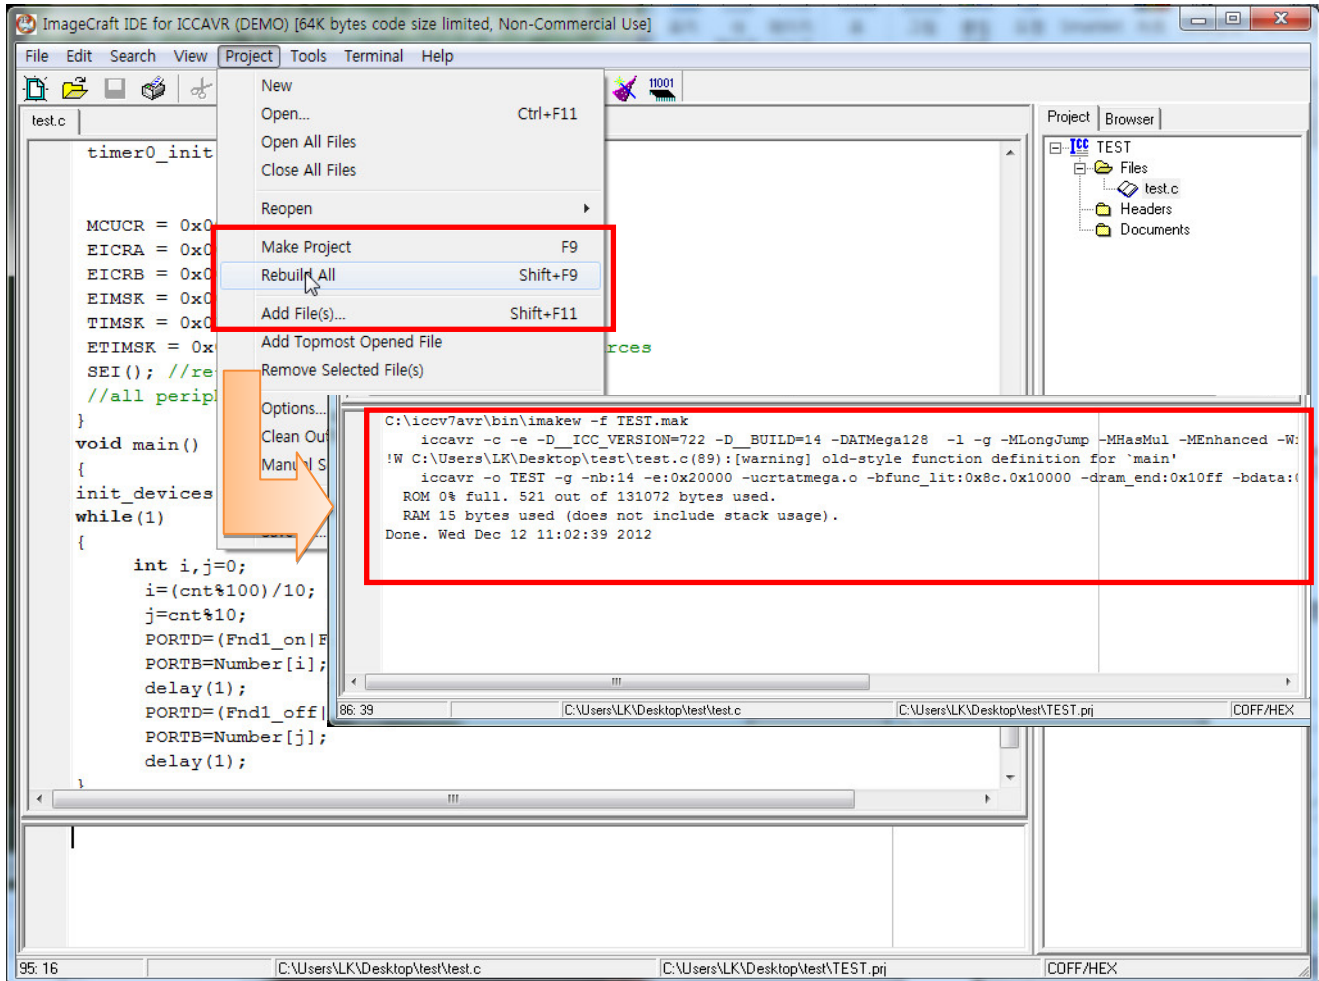 ImageCraft IDE for ICCAVR (DEMO) [64K bytes code size limited, Non-Commercial Use]
File Edit Search View Project Tools Terminal Help
11001
test.c
New
Open... Ctrl+F11
Open All Files
Close All Files
Reopen
Make Project F9
Rebuild All Shift+F9
Add File(s)... Shift+F11
Add Topmost Opened File
Remove Selected File(s)
Options...
Clean Ou
Manual S
timer0_init
MCUCR = 0x0
EICRA = 0x0
EICRB = 0x0
EIMSK = 0x0
TIMSK = 0x0
ETIMSK = 0x rces
SEI(); //re
//all perip
}
void main()
{
init_devices
while(1)
{
int i,j=0;
i=(cnt%100)/10;
j=cnt%10;
PORTD=(Fnd1_on|F
PORTB=Number[i];
delay(1);
PORTD=(Fnd1_off|
PORTB=Number[j];
delay(1);
}
Project Browser
ICC TEST
Files
test.c
Headers
Documents
C:\iccv7avr\bin\imakew -f TEST.mak
iccavr -c -e -D__ICC_VERSION=722 -D__BUILD=14 -DATMega128 -l -g -MLongJump -MHasMul -MEnhanced -Wi
!W C:\Users\LK\Desktop\test\test.c(89):[warning] old-style function definition for `main'
iccavr -o TEST -g -nb:14 -e:0x20000 -ucrtatmega.o -bfunc_lit:0x8c.0x10000 -dram_end:0x10ff -bdata:
ROM 0% full. 521 out of 131072 bytes used.
RAM 15 bytes used (does not include stack usage).
Done. Wed Dec 12 11:02:39 2012
86: 39 C:\Users\LK\Desktop\test\test.c C:\Users\LK\Desktop\test\TEST.prj COFF/HEX
95: 16 C:\Users\LK\Desktop\test\test.c C:\Users\LK\Desktop\test\TEST.prj COFF/HEX